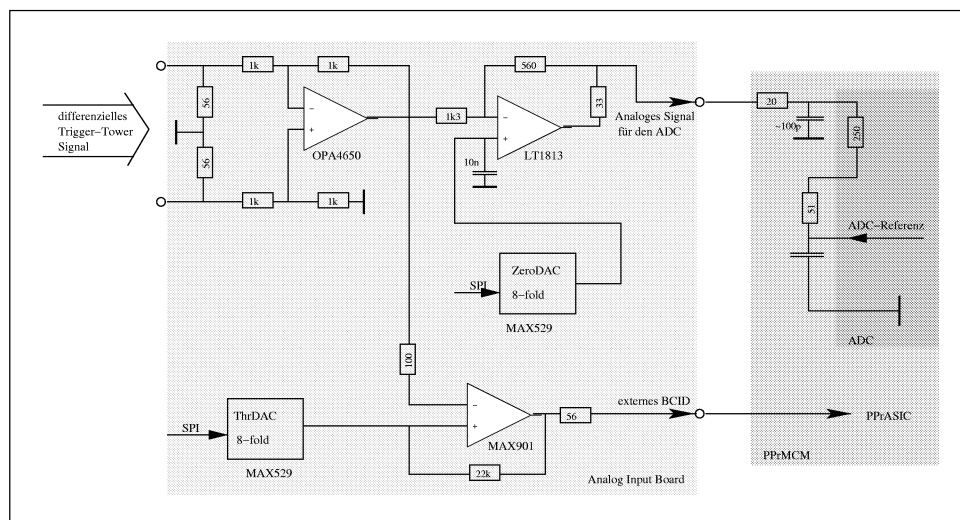 1k
1k
560
56
33
20
differenzielles
Trigger−Tower
Signal
−
+
OPA4650
1k3
−
+
LT1813
Analoges Signal
für den ADC
~100p
250
56
10n
1k
1k
51
ADC−Referenz
ZeroDAC
8−fold
SPI
MAX529
100
ADC
ThrDAC
8−fold
SPI
MAX529
−
+
MAX901
56
externes BCID
PPrASIC
22k
Analog Input Board
PPrMCM